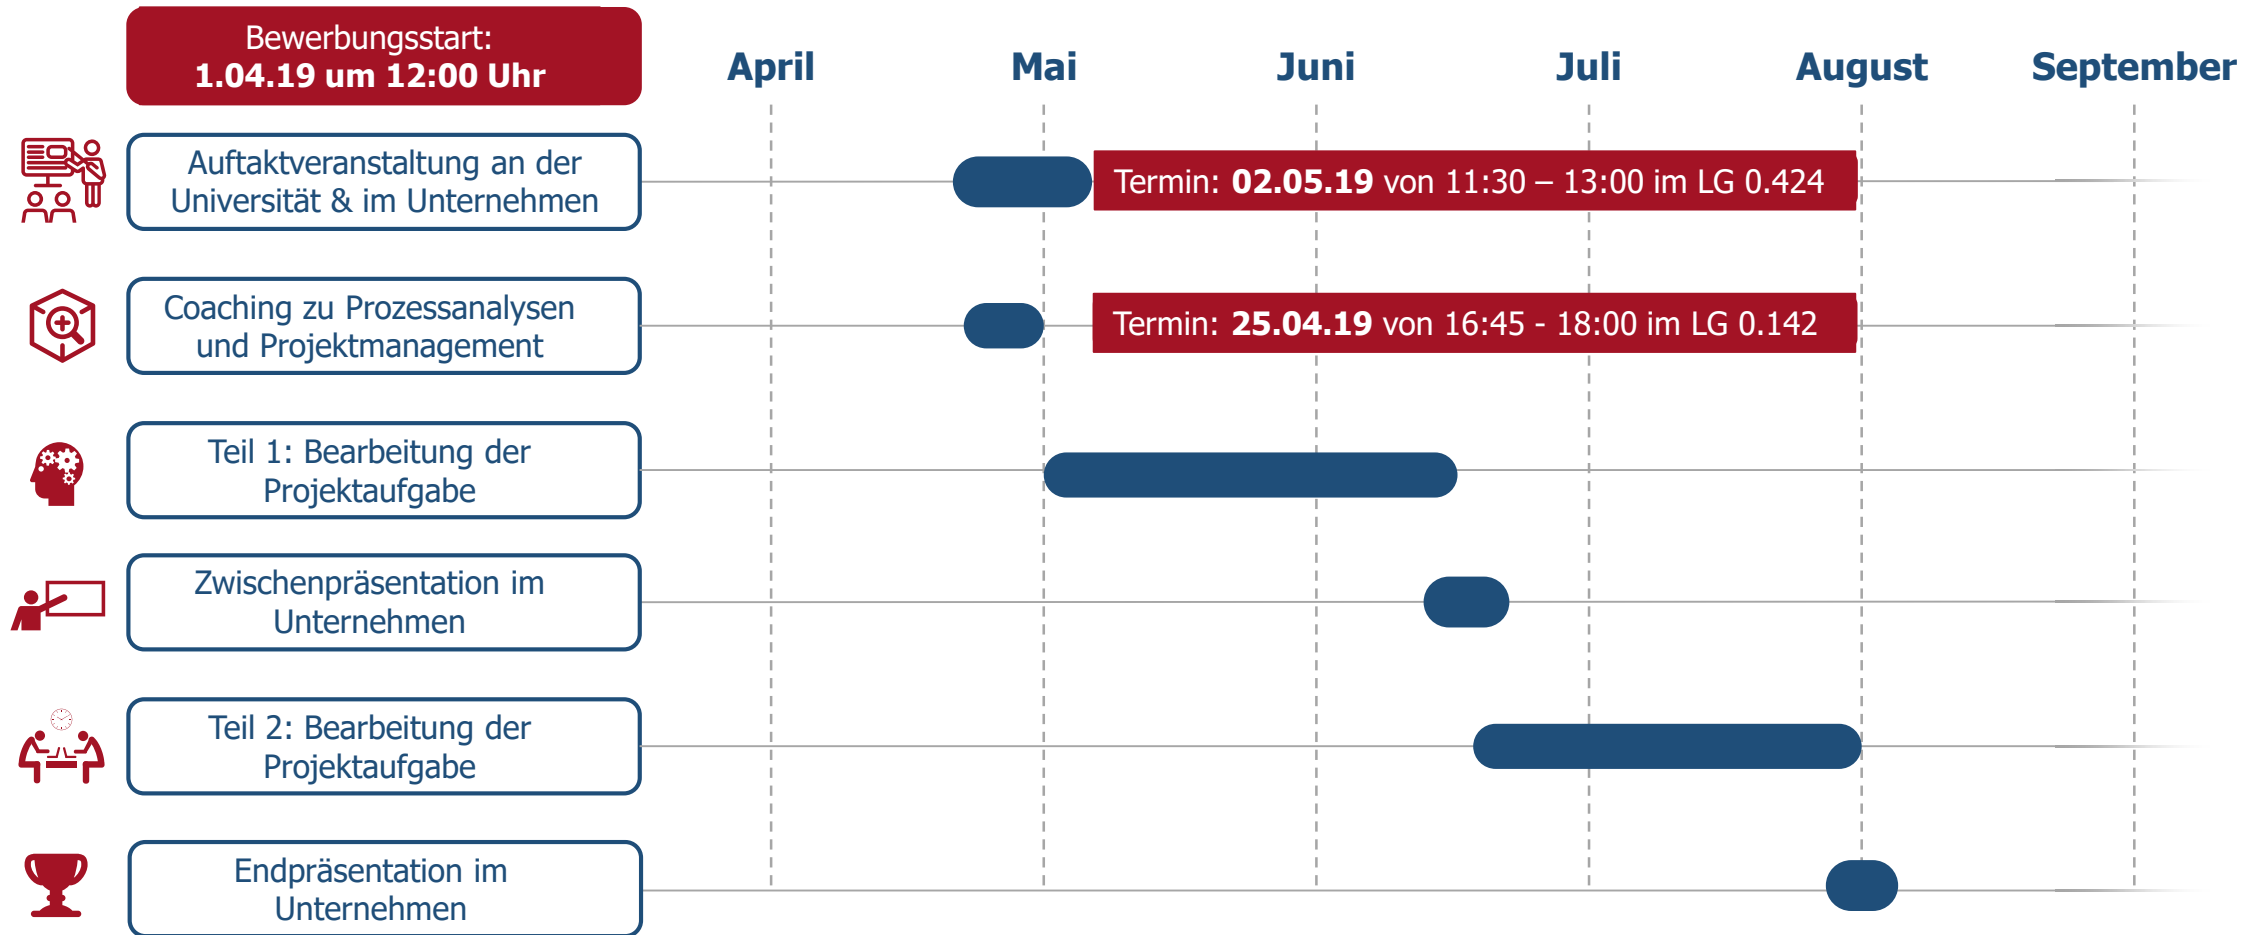 Bewerbungsstart:
1.04.19 um 12:00 Uhr
April
Mai
Juni
Juli
August
September
Auftaktveranstaltung an der
Universität & im Unternehmen
Termin: 02.05.19 von 11:30 – 13:00 im LG 0.424
Coaching zu Prozessanalysen
und Projektmanagement
Termin: 25.04.19 von 16:45 - 18:00 im LG 0.142
Teil 1: Bearbeitung der
Projektaufgabe
Zwischenpräsentation im
Unternehmen
Teil 2: Bearbeitung der
Projektaufgabe
Endpräsentation im
Unternehmen